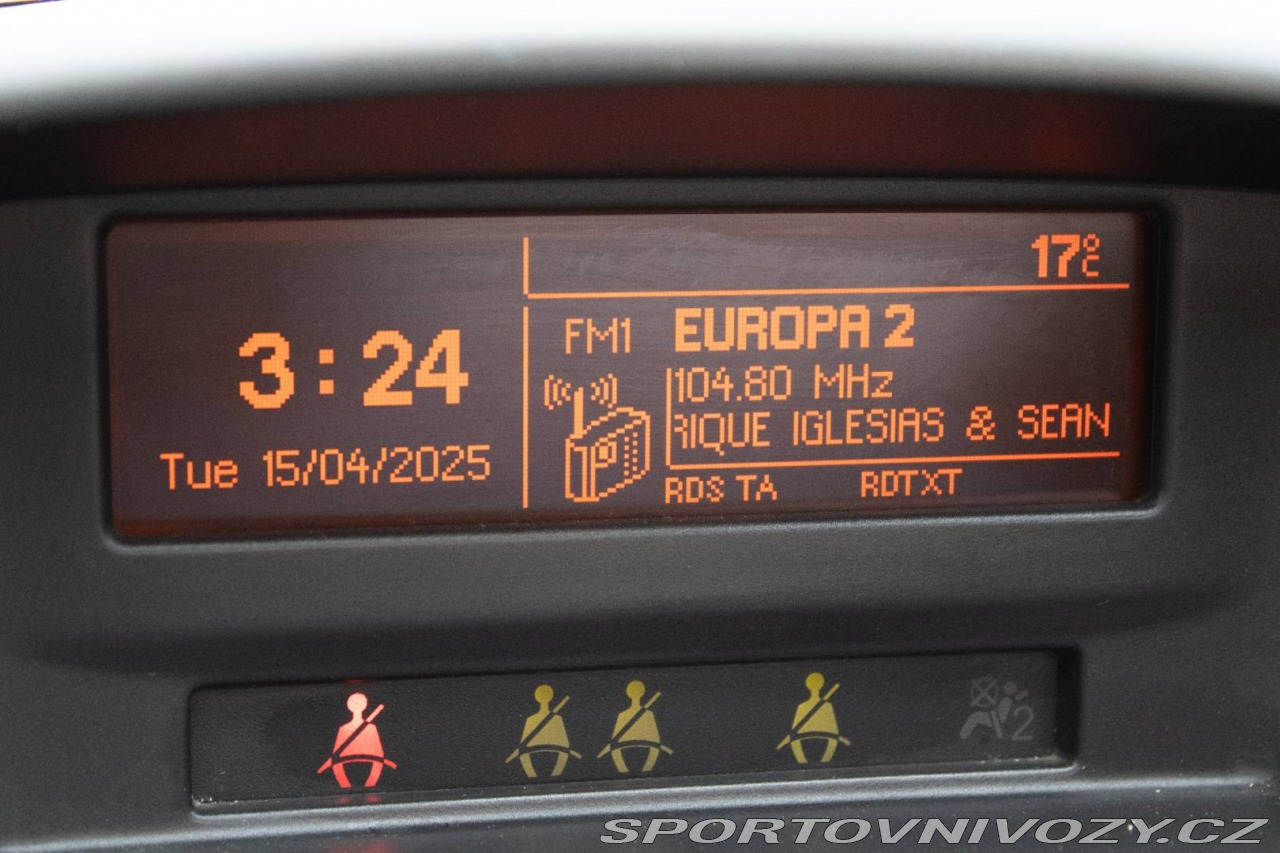 17°C
3:24
Tue 15/04/2025
FM1
EUROPA 2
104.80 MHz
RIQUE IGLESIAS & SEAN
RDS TA
RDTXT
2
SPORTOVNIVOZY.CZ